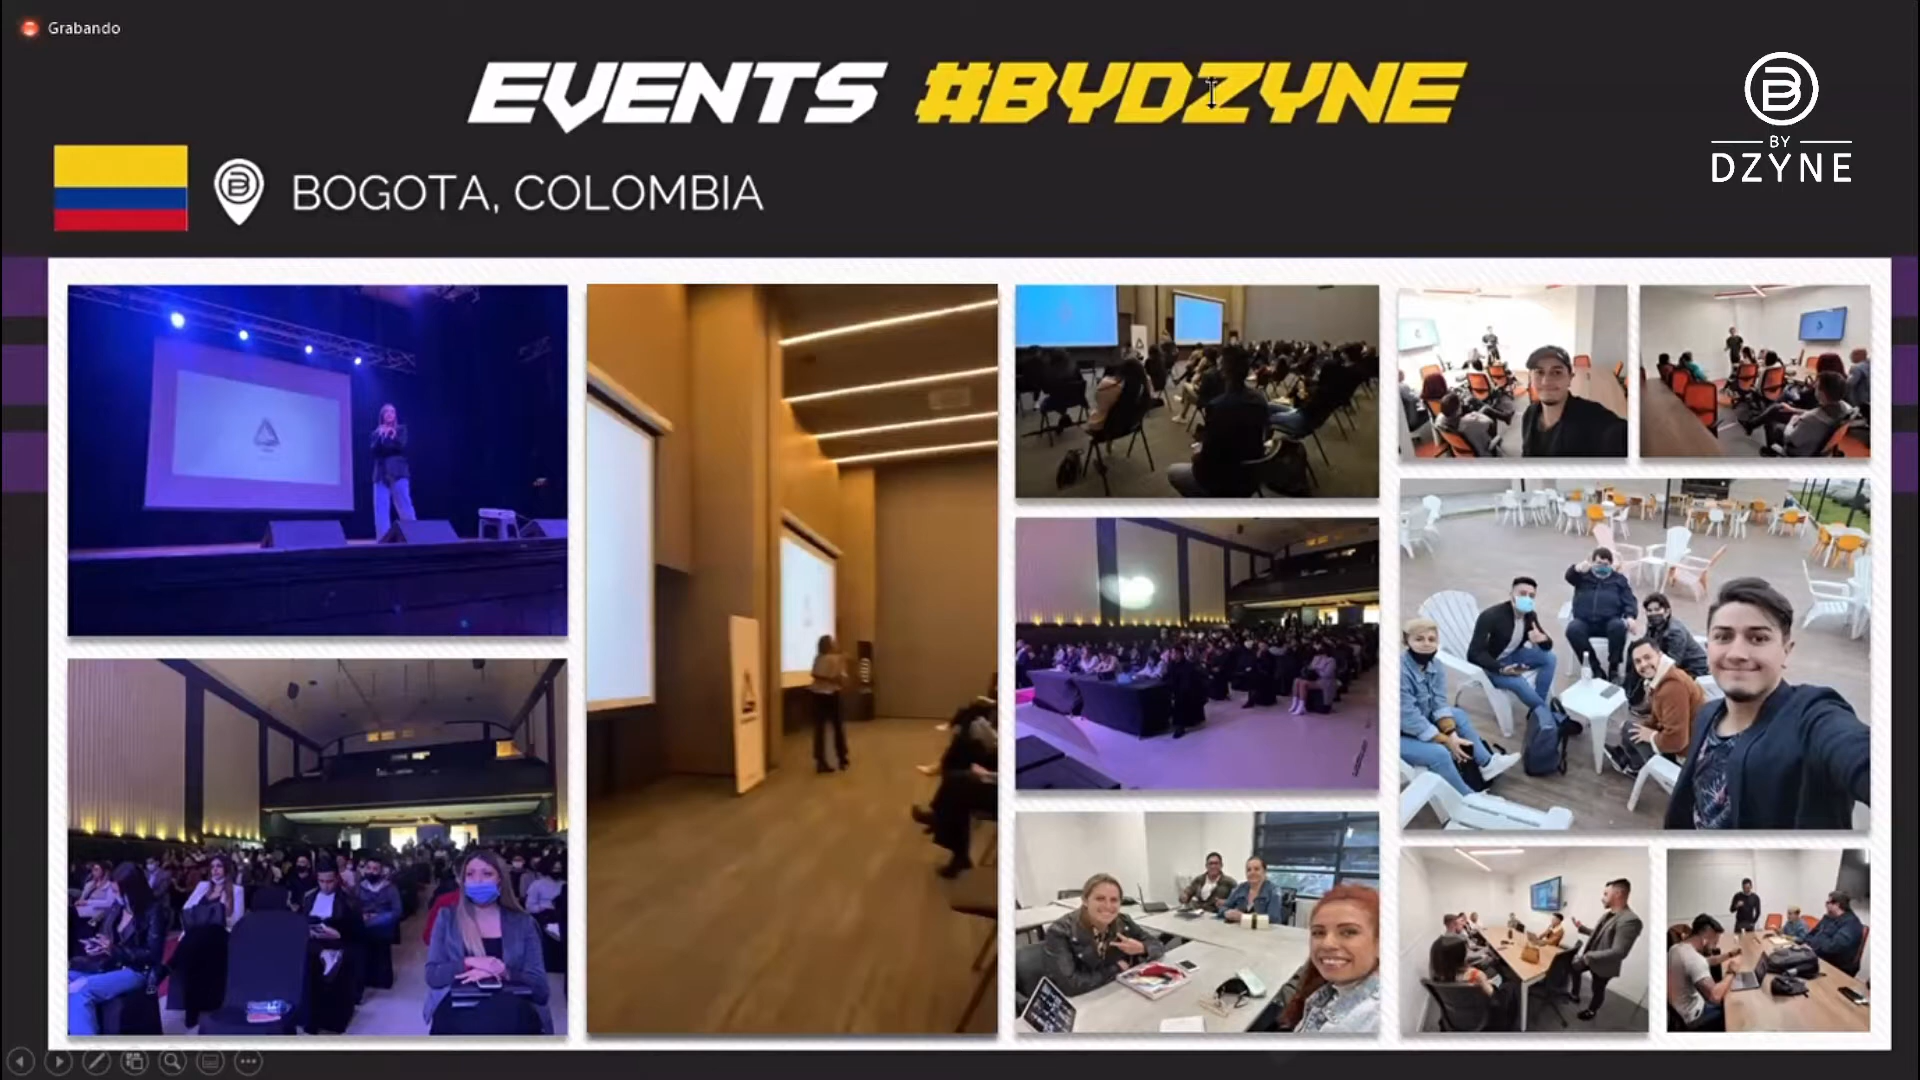 Grabando
EVENTS #BYDZYNE
BOGOTA, COLOMBIA
B
BY
DZYNE